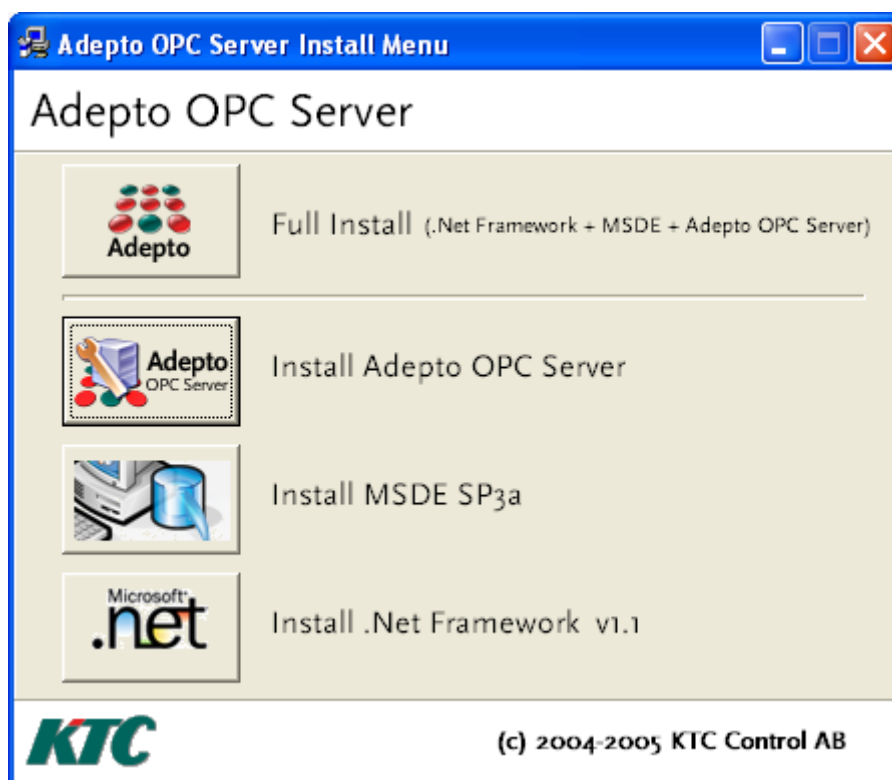 Adepto OPC Server Install Menu
Adepto OPC Server
Adepto
Full Install (.Net Framework + MSDE + Adepto OPC Server)
Adepto
OPC Server
Install Adepto OPC Server
Install MSDE SP3a
Microsoft
.net
Install .Net Framework v1.1
KTC
(c) 2004-2005 KTC Control AB